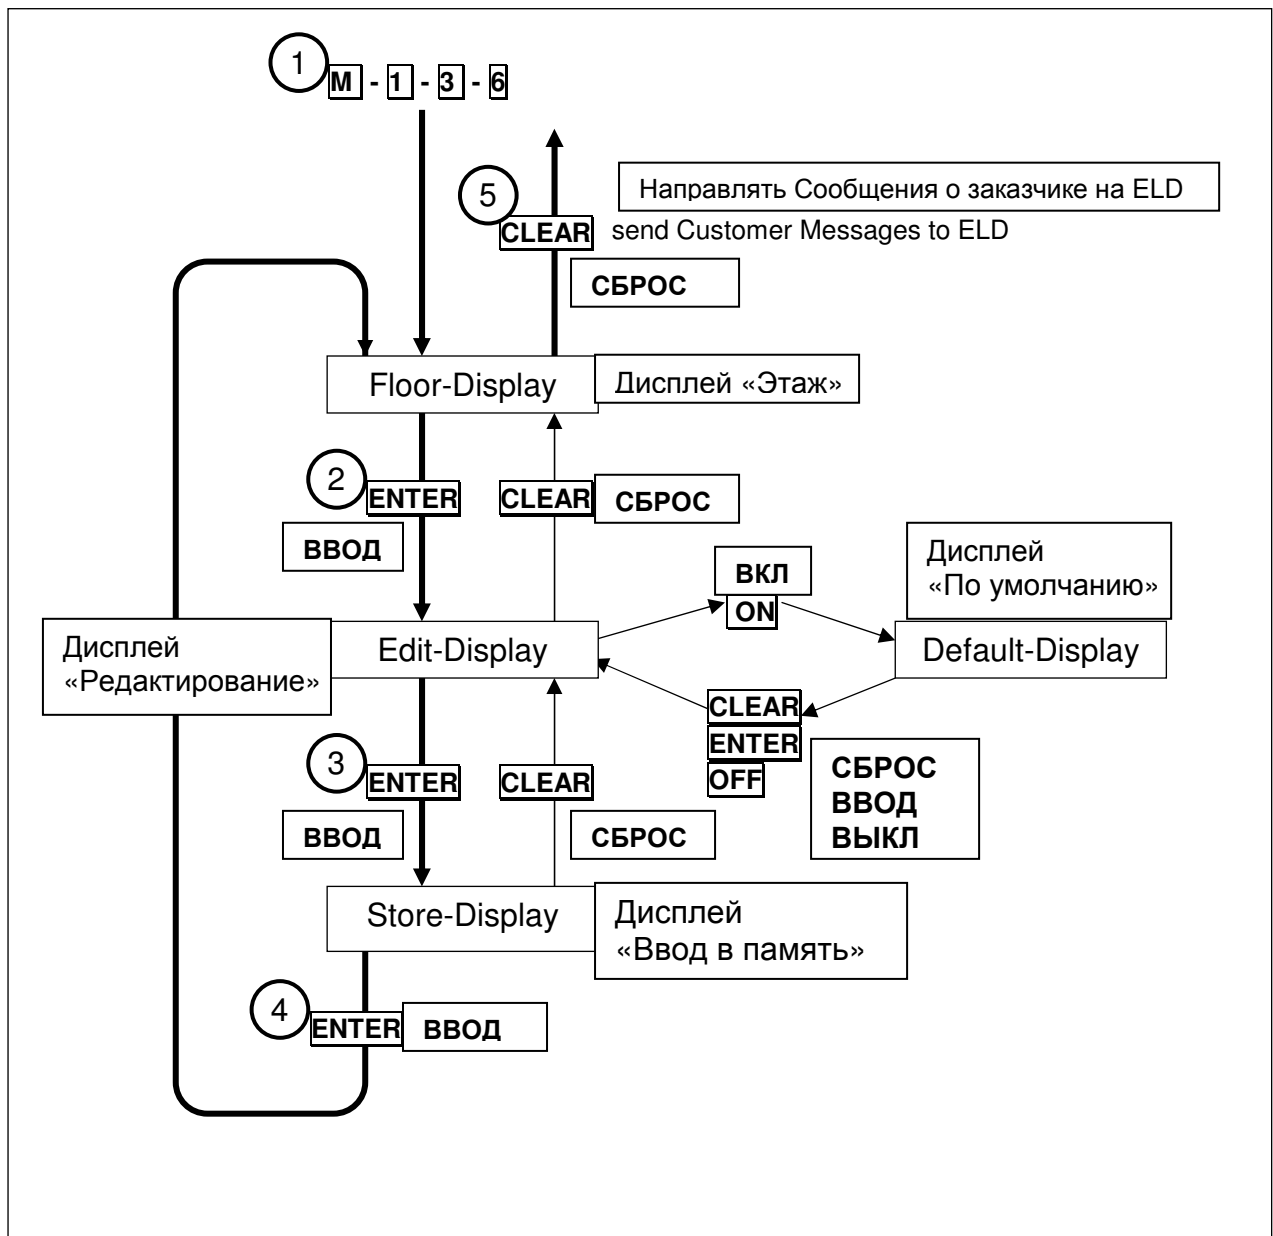 1
M - 1 - 3 - 6
5
Направлять Сообщения о заказчике на ELD
CLEAR send Customer Messages to ELD
СБРОС
Floor-Display
Дисплей «Этаж»
2
ENTER
CLEAR
СБРОС
ВВОД
ВКЛ
ON
Дисплей
«По умолчанию»
Дисплей
«Редактирование»
Edit-Display
Default-Display
CLEAR
ENTER
OFF
СБРОС
ВВОД
ВЫКЛ
3
ENTER
CLEAR
ВВОД
СБРОС
Store-Display
Дисплей
«Ввод в память»
4
ENTER
ВВОД